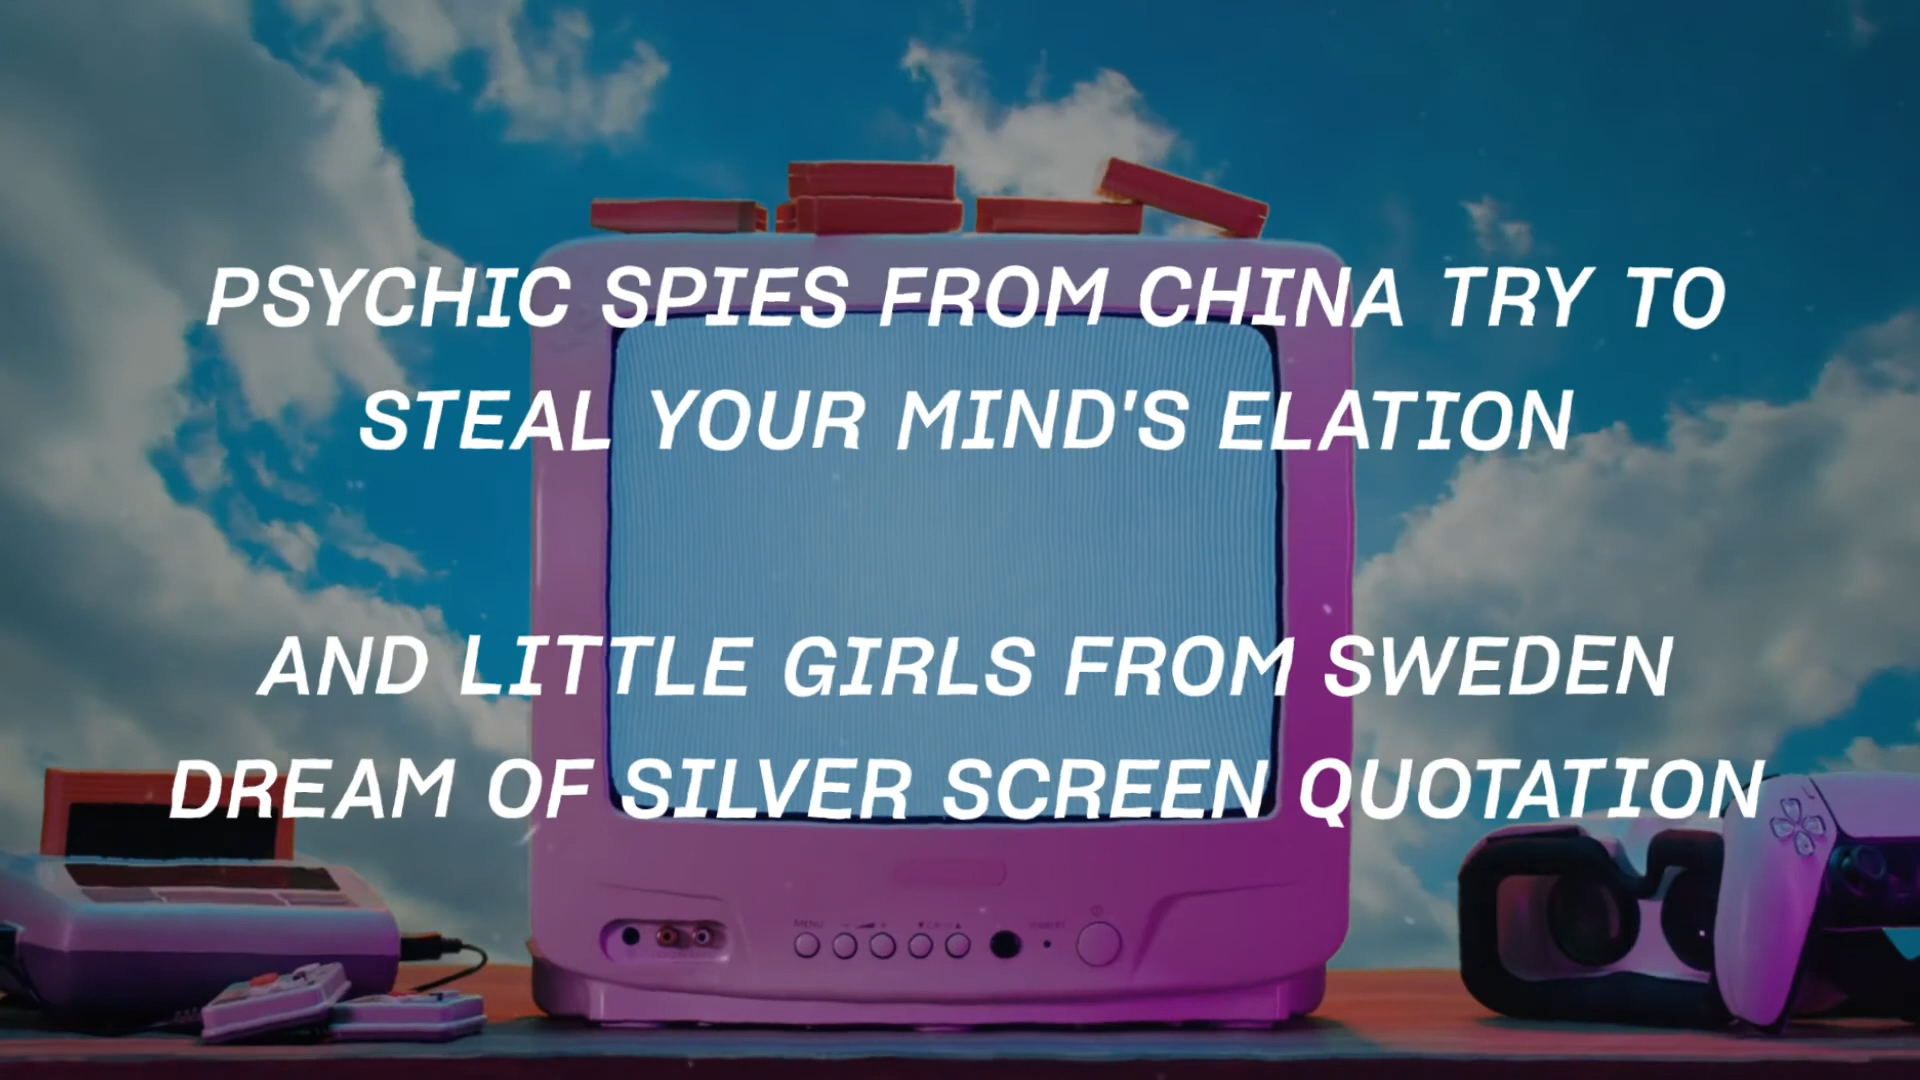 PSYCHIC SPIES FROM CHINA TRY TO
STEAL YOUR MIND'S ELATION
AND LITTLE GIRLS FROM SWEDEN
DREAM OF SILVER SCREEN QUOTATION
MENU